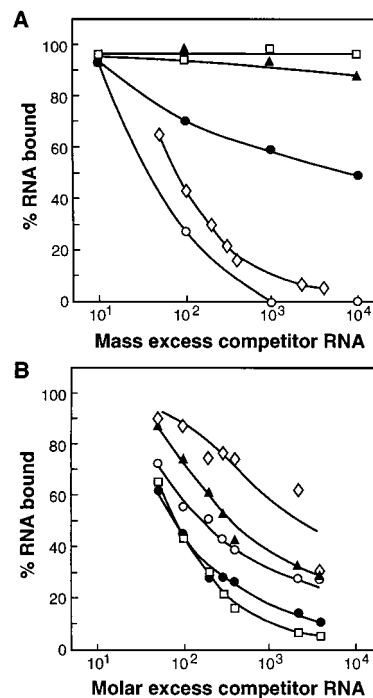 A
100
80
60
40
20
0
% RNA bound
10¹ 10² 10³ 10⁴
Mass excess competitor RNA
B
100
80
60
40
20
0
% RNA bound
10¹ 10² 10³ 10⁴
Molar excess competitor RNA